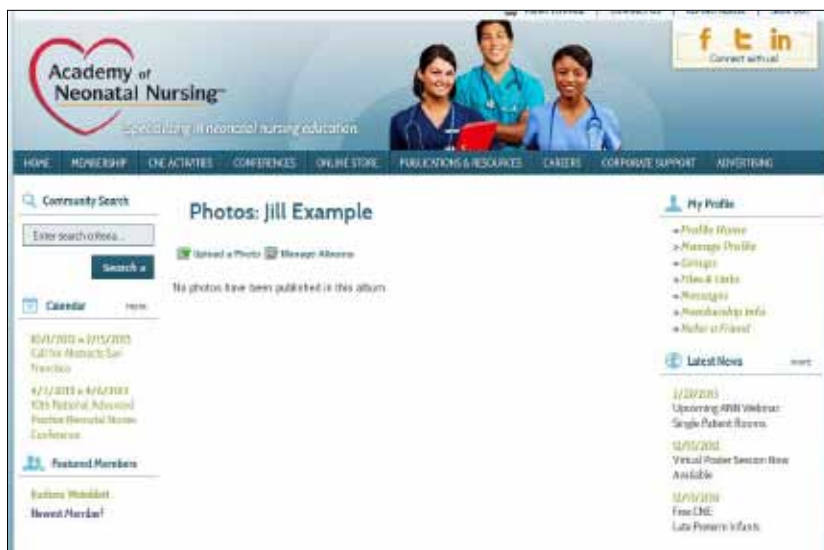 f t in
Connect with us!
Academy of
Neonatal Nursing
Specializing in neonatal nursing education
HOME MEMBERSHIP CNE ACTIVITIES CONFERENCES ONLINE STORE PUBLICATIONS & RESOURCES CAREERS CORPORATE SUPPORT ADVERTISING
Community Search
Enter search criteria...
Search »
Calendar more
Call for Abstracts San
Francisco
10th National Advanced
Practice Neonatal Nurses
Conference
Featured Members
Newest Member!
Photos: Jill Example
Upload a Photo Manage Albums
No photos have been published in this album
My Profile
» Profile Home
» Manage Profile
» Groups
» Files & Links
» Messages
» Membership Info
» Refer a Friend
Latest News more
Upcoming ANN Webinar:
Single Patient Rooms
Virtual Poster Session Now
Available
Free CNE:
Late Preterm Infants